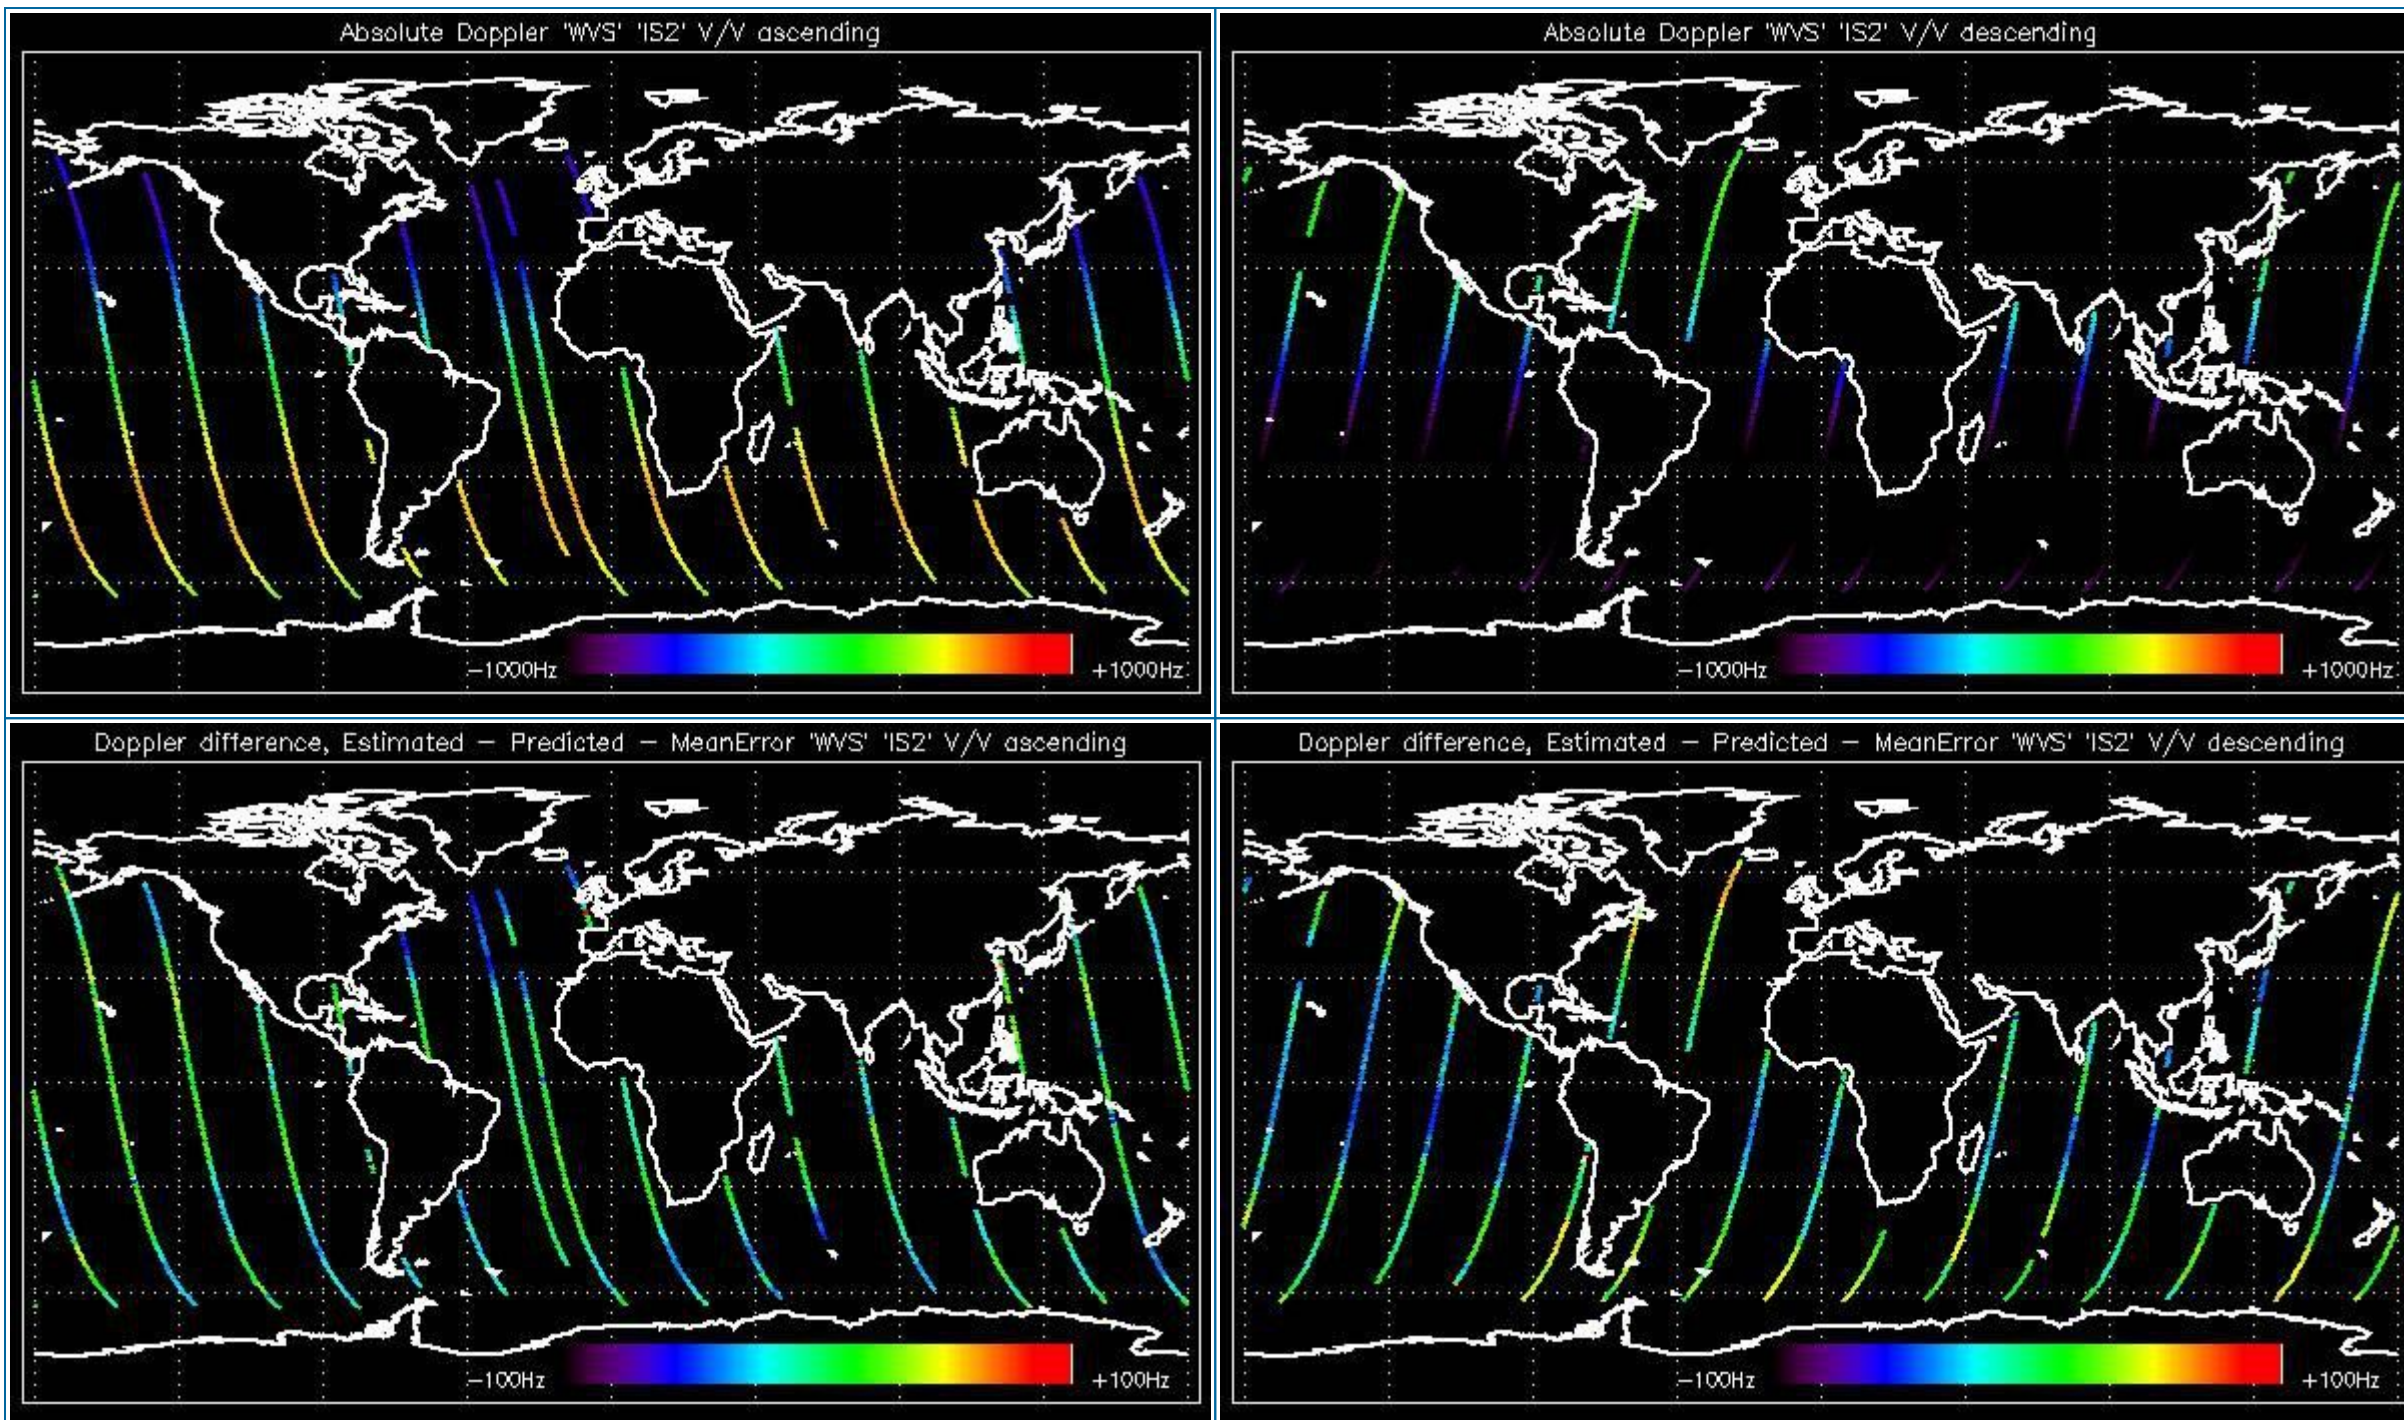 Absolute Doppler 'WVS' 'IS2' V/V ascending
-1000Hz
+1000Hz
Absolute Doppler 'WVS' 'IS2' V/V descending
-1000Hz
+1000Hz
Doppler difference, Estimated - Predicted - MeanError 'WVS' 'IS2' V/V ascending
-100Hz
+100Hz
Doppler difference, Estimated - Predicted - MeanError 'WVS' 'IS2' V/V descending
-100Hz
+100Hz